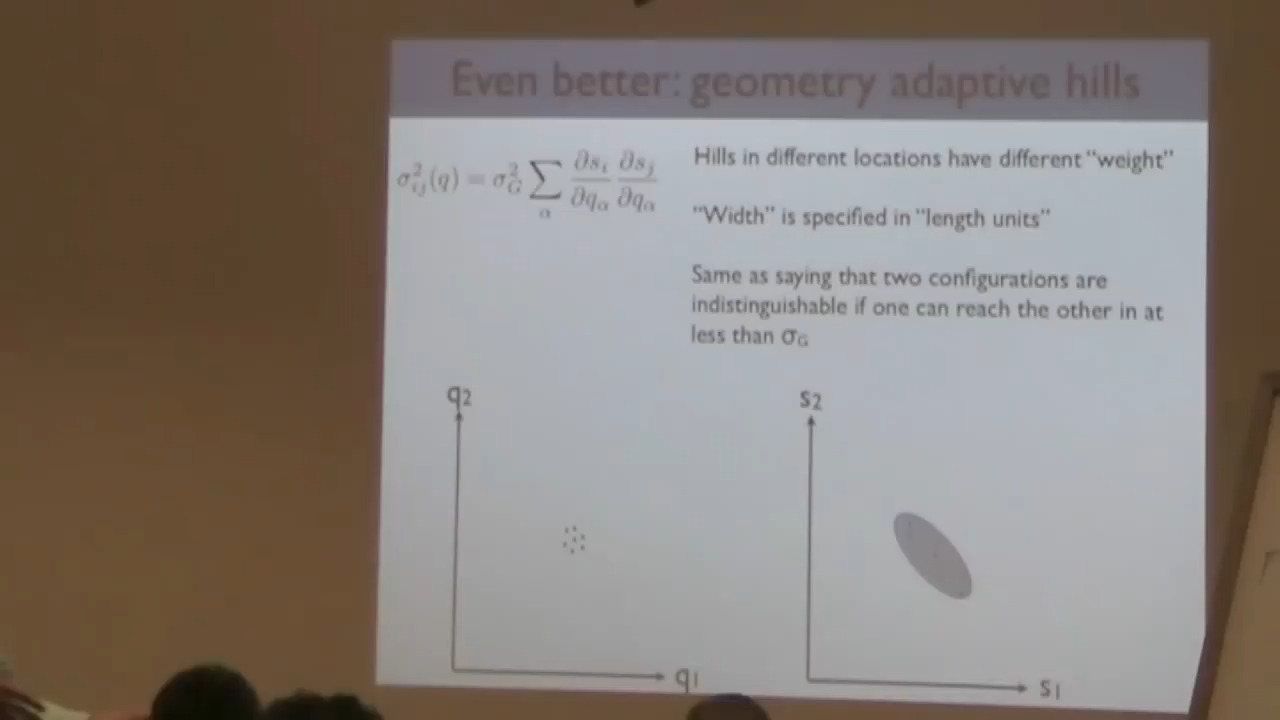 Even better: geometry adaptive hills
σ²ᵢⱼ(q) = σ²_G ∑_α ∂sᵢ/∂q_α ∂sⱼ/∂q_α
Hills in different locations have different "weight"
"Width" is specified in "length units"
Same as saying that two configurations are
indistinguishable if one can reach the other in at
less than σG
q2
q1
s2
s1